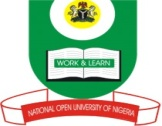 WORK & LEARN
NATIONAL OPEN UNIVERSITY OF NIGERIA